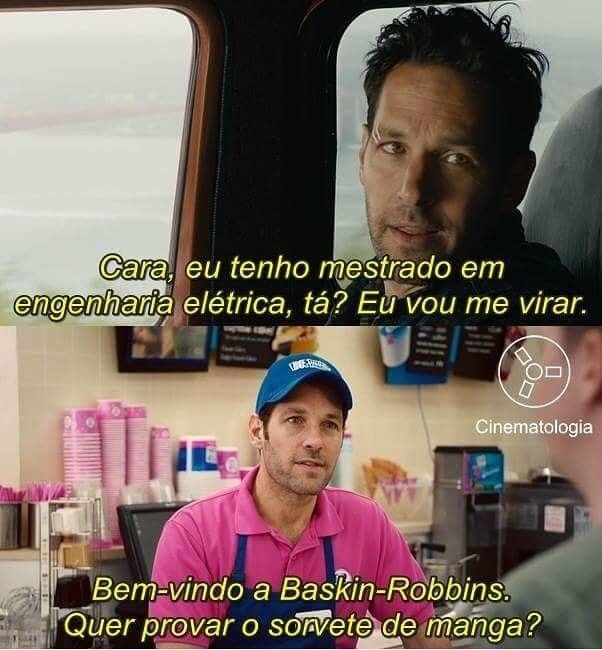 Cara, eu tenho mestrado em
engenharia elétrica, tá? Eu vou me virar.
Cinematologia
Bem-vindo a Baskin-Robbins.
Quer provar o sorvete de manga?